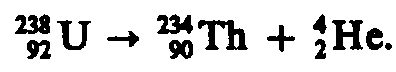 ²³⁸₉₂U → ²³⁴₉₀Th + ⁴₂He.